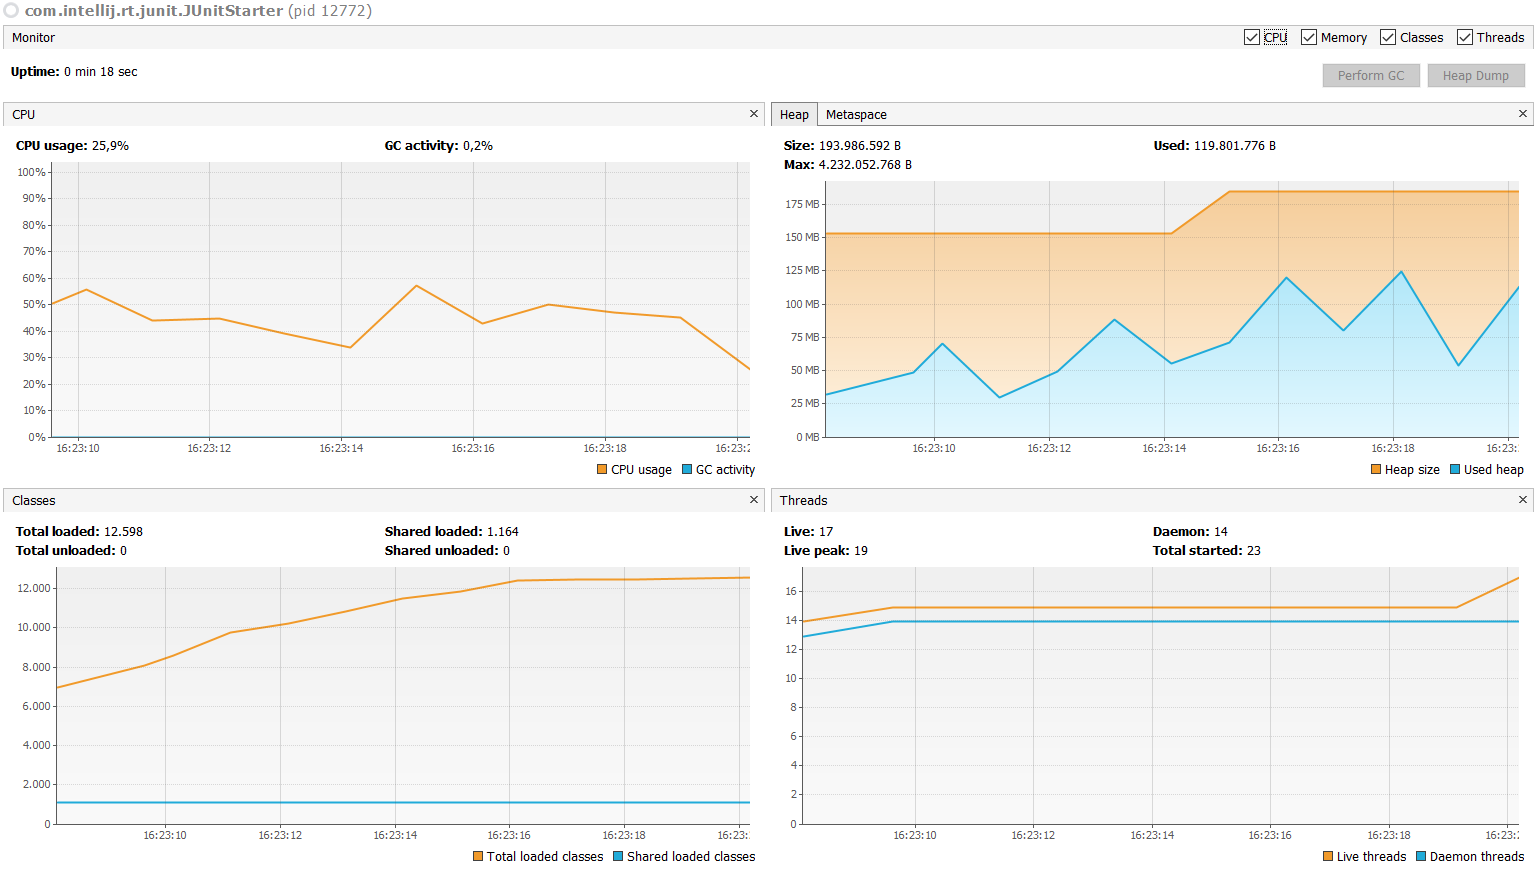 com.intellij.rt.junit.JUnitStarter (pid 12772)
Monitor
CPU Memory Classes Threads
Uptime: 0 min 18 sec
Perform GC Heap Dump
CPU
CPU usage: 25,9% GC activity: 0,2%
100%
90%
80%
70%
60%
50%
40%
30%
20%
10%
0%
16:23:10 16:23:12 16:23:14 16:23:16 16:23:18 16:23:2
CPU usage GC activity
Heap Metaspace
Size: 193.986.592 B Used: 119.801.776 B
Max: 4.232.052.768 B
175 MB
150 MB
125 MB
100 MB
75 MB
50 MB
25 MB
0 MB
16:23:10 16:23:12 16:23:14 16:23:16 16:23:18 16:23:
Heap size Used heap
Classes
Total loaded: 12.598 Shared loaded: 1.164
Total unloaded: 0 Shared unloaded: 0
12.000
10.000
8.000
6.000
4.000
2.000
0
16:23:10 16:23:12 16:23:14 16:23:16 16:23:18 16:23:
Total loaded classes Shared loaded classes
Threads
Live: 17 Daemon: 14
Live peak: 19 Total started: 23
16
14
12
10
8
6
4
2
0
16:23:10 16:23:12 16:23:14 16:23:16 16:23:18 16:23:2
Live threads Daemon threads